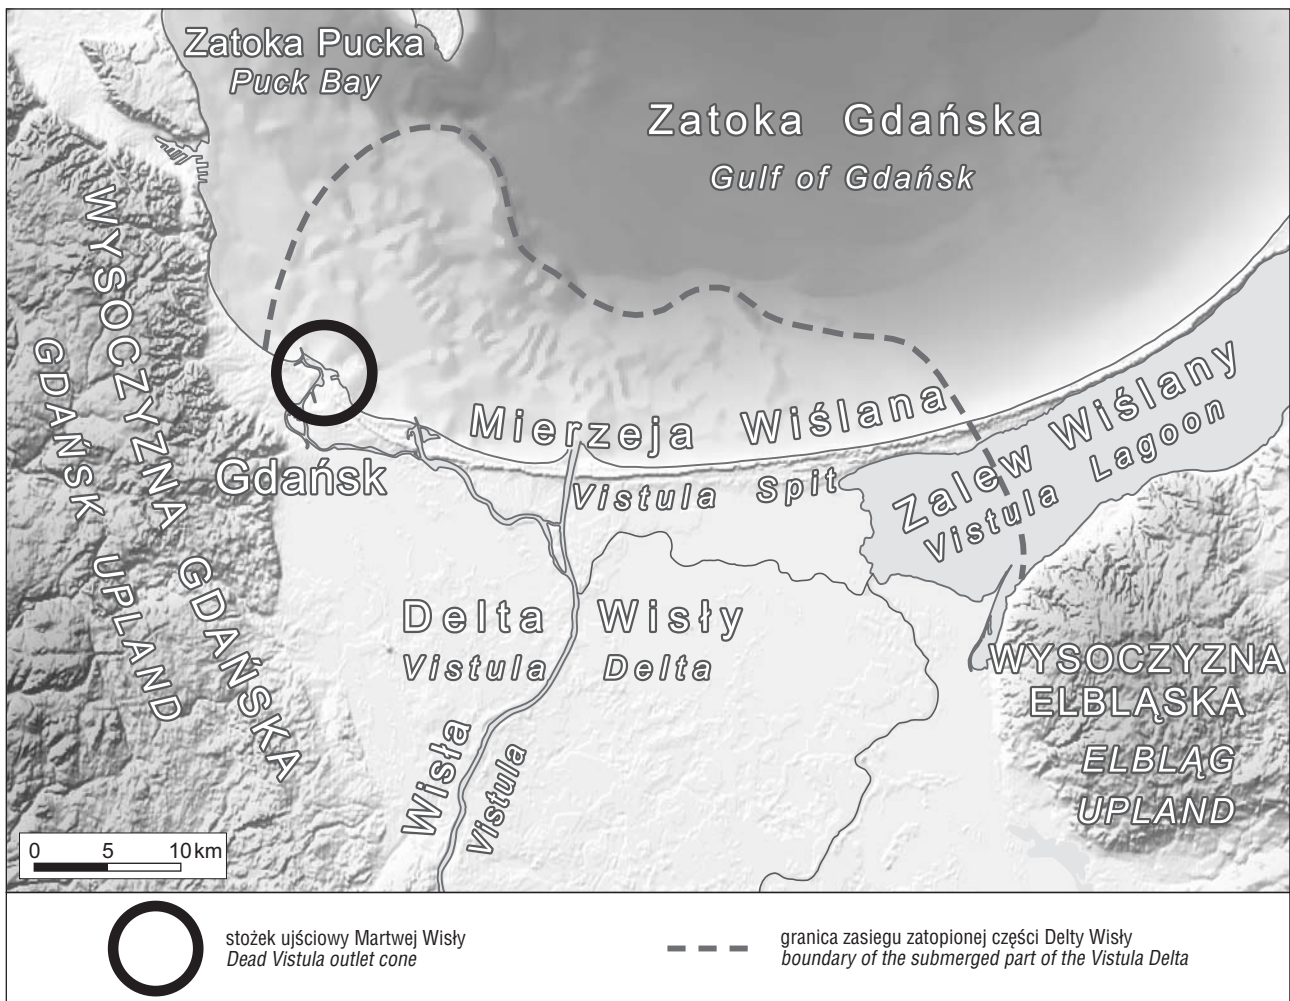 Zatoka Pucka
Puck Bay
Zatoka Gdańska
Gulf of Gdańsk
WYSOCZYZNA GDAŃSKA
GDAŃSK UPLAND
Mierzeja Wiślana
Vistula Spit
Zalew Wiślany
Vistula Lagoon
Gdańsk
Delta Wisły
Vistula Delta
Wisła
Vistula
WYSOCZYZNA
ELBLĄSKA
ELBLĄG
UPLAND
0 5 10 km
stożek ujściowy Martwej Wisły
Dead Vistula outlet cone
granica zasiegu zatopionej części Delty Wisły
boundary of the submerged part of the Vistula Delta